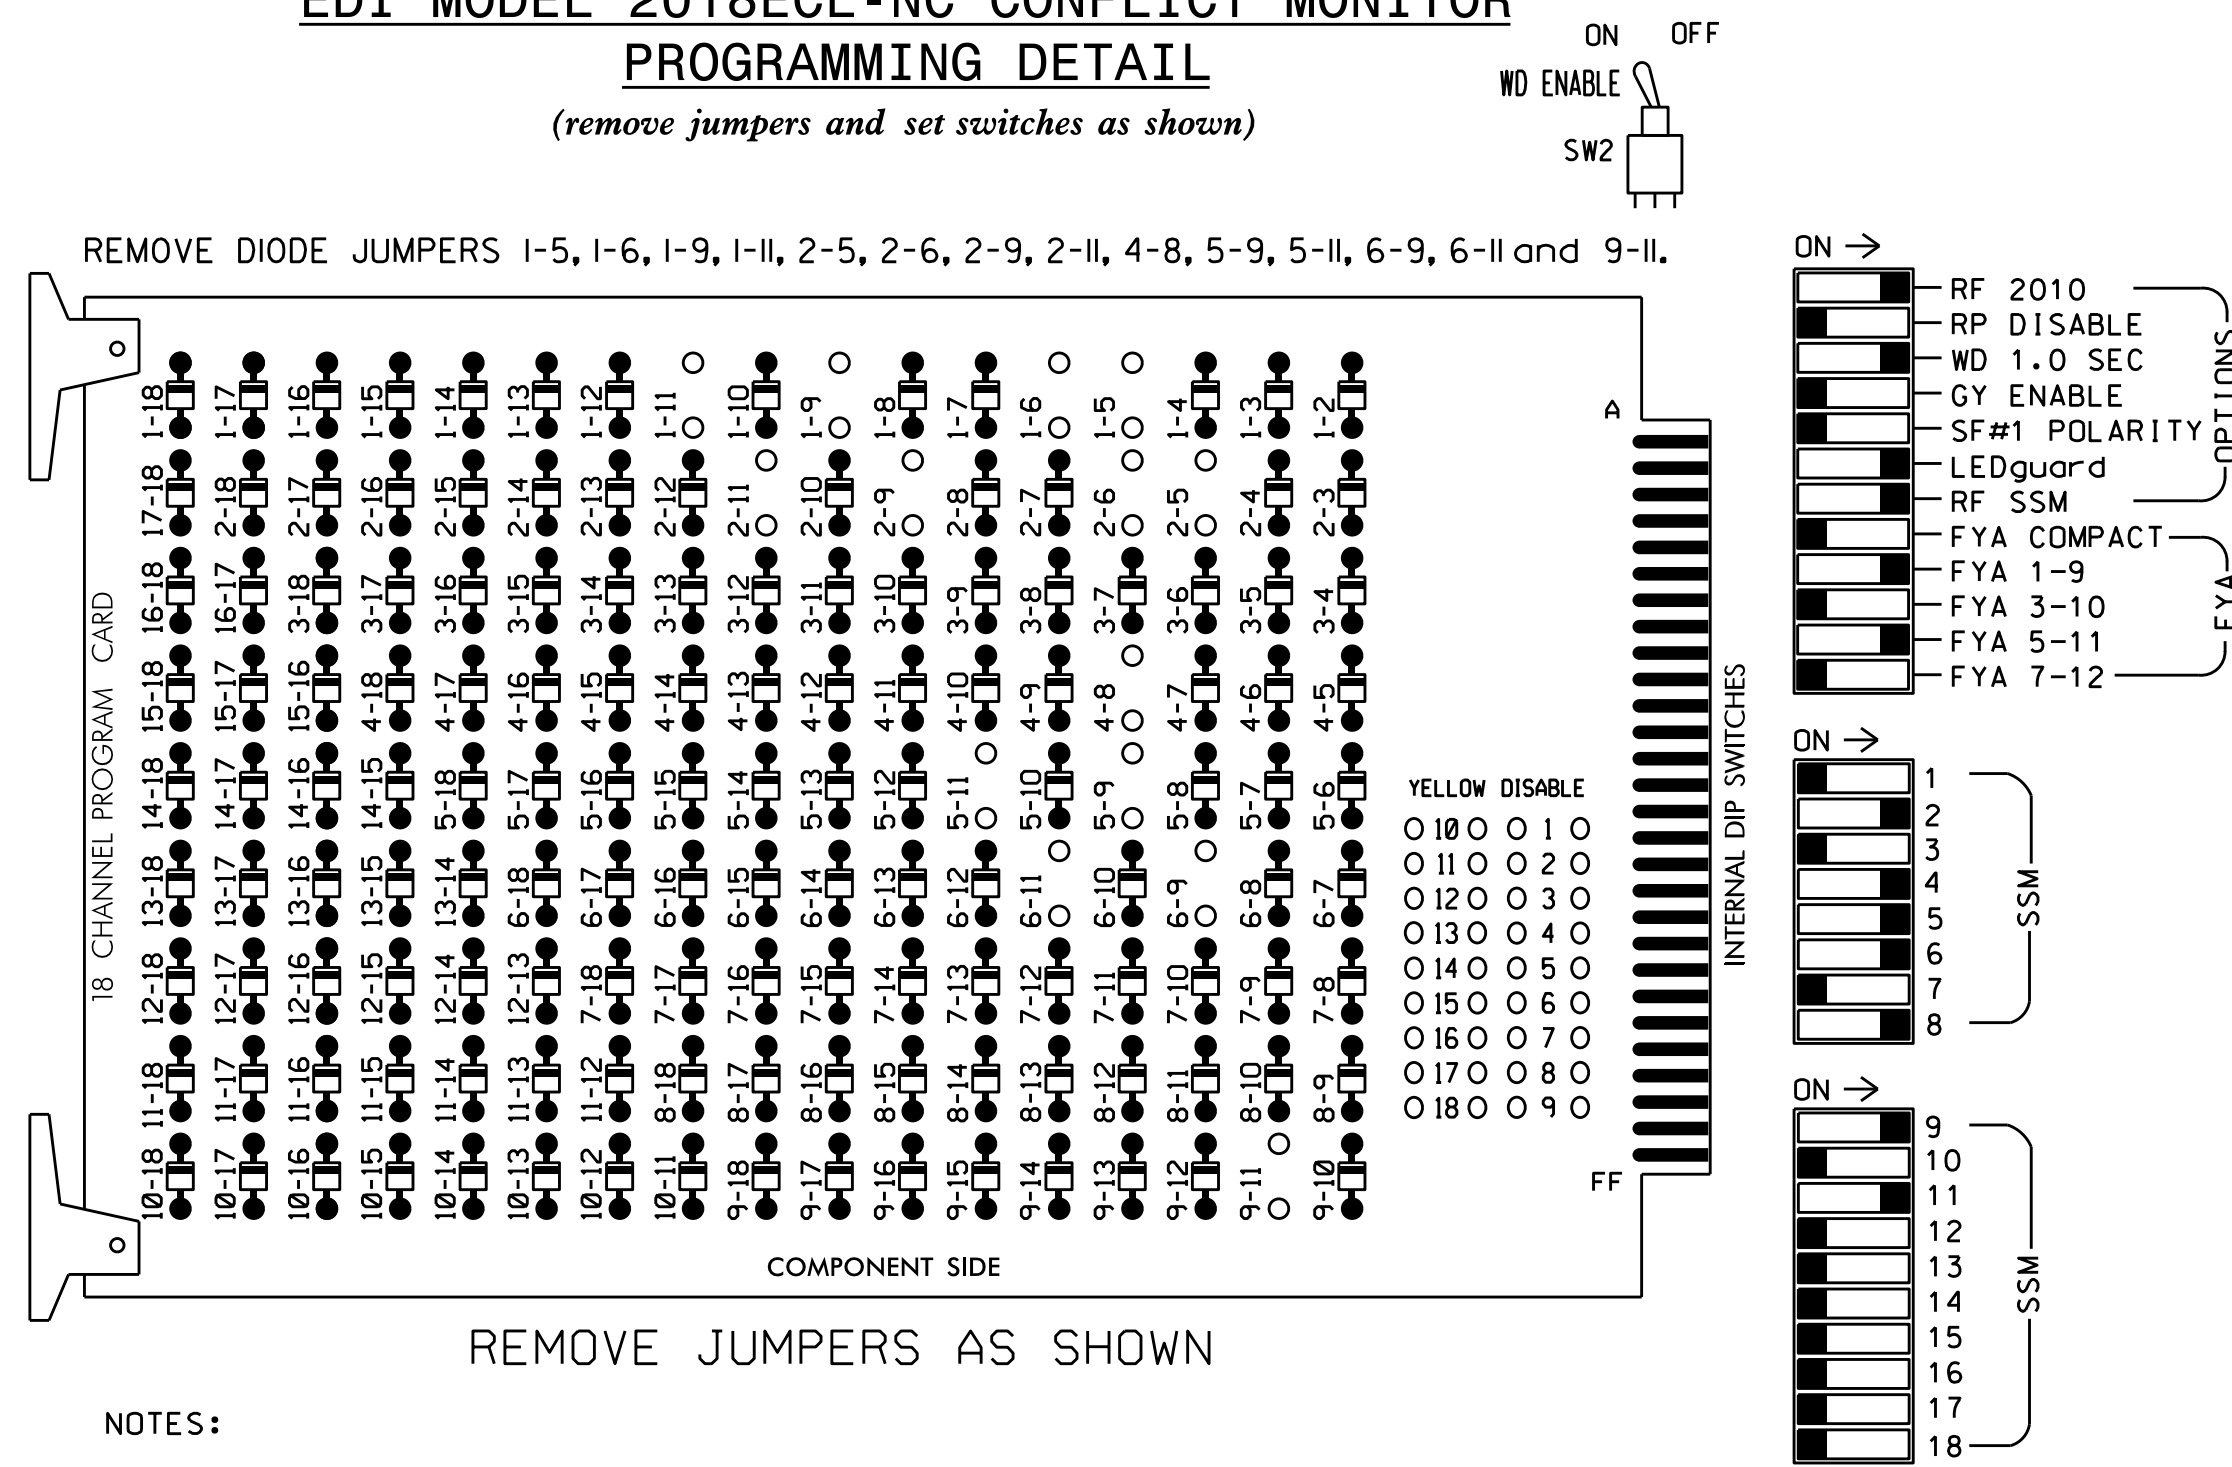 EDI MODEL 2018ECL-NC CONFLICT MONITOR
PROGRAMMING DETAIL
(remove jumpers and set switches as shown)
ON OFF
WD ENABLE
SW2
REMOVE DIODE JUMPERS 1-5, 1-6, 1-9, 1-11, 2-5, 2-6, 2-9, 2-11, 4-8, 5-9, 5-11, 6-9, 6-11 and 9-11.
18 CHANNEL PROGRAM CARD
1-18 1-17 1-16 1-15 1-14 1-13 1-12 1-11 1-10 1-9 1-8 1-7 1-6 1-5 1-4 1-3 1-2
17-18 2-18 2-17 2-16 2-15 2-14 2-13 2-12 2-11 2-10 2-9 2-8 2-7 2-6 2-5 2-4 2-3
16-18 16-17 3-18 3-17 3-16 3-15 3-14 3-13 3-12 3-11 3-10 3-9 3-8 3-7 3-6 3-5 3-4
15-18 15-17 15-16 4-18 4-17 4-16 4-15 4-14 4-13 4-12 4-11 4-10 4-9 4-8 4-7 4-6 4-5
14-18 14-17 14-16 14-15 5-18 5-17 5-16 5-15 5-14 5-13 5-12 5-11 5-10 5-9 5-8 5-7 5-6
13-18 13-17 13-16 13-15 13-14 6-18 6-17 6-16 6-15 6-14 6-13 6-12 6-11 6-10 6-9 6-8 6-7
12-18 12-17 12-16 12-15 12-14 12-13 7-18 7-17 7-16 7-15 7-14 7-13 7-12 7-11 7-10 7-9 7-8
11-18 11-17 11-16 11-15 11-14 11-13 11-12 8-18 8-17 8-16 8-15 8-14 8-13 8-12 8-11 8-10 8-9
10-18 10-17 10-16 10-15 10-14 10-13 10-12 10-11 9-18 9-17 9-16 9-15 9-14 9-13 9-12 9-11 9-10
A
YELLOW DISABLE
10 1
11 2
12 3
13 4
14 5
15 6
16 7
17 8
18 9
FF
COMPONENT SIDE
REMOVE JUMPERS AS SHOWN
NOTES:
INTERNAL DIP SWITCHES
ON
RF 2010
RP DISABLE
WD 1.0 SEC
GY ENABLE
SF#1 POLARITY
LEDguard
RF SSM
OPTIONS
FYA COMPACT
FYA 1-9
FYA 3-10
FYA 5-11
FYA 7-12
FYA
ON
1
2
3
4
5
6
7
8
SSM
ON
9
10
11
12
13
14
15
16
17
18
SSM